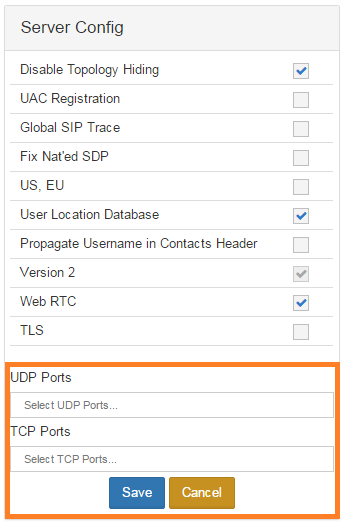 Server Config
Disable Topology Hiding
UAC Registration
Global SIP Trace
Fix Nat'ed SDP
US, EU
User Location Database
Propagate Username in Contacts Header
Version 2
Web RTC
TLS
UDP Ports
Select UDP Ports...
TCP Ports
Select TCP Ports...
Save Cancel